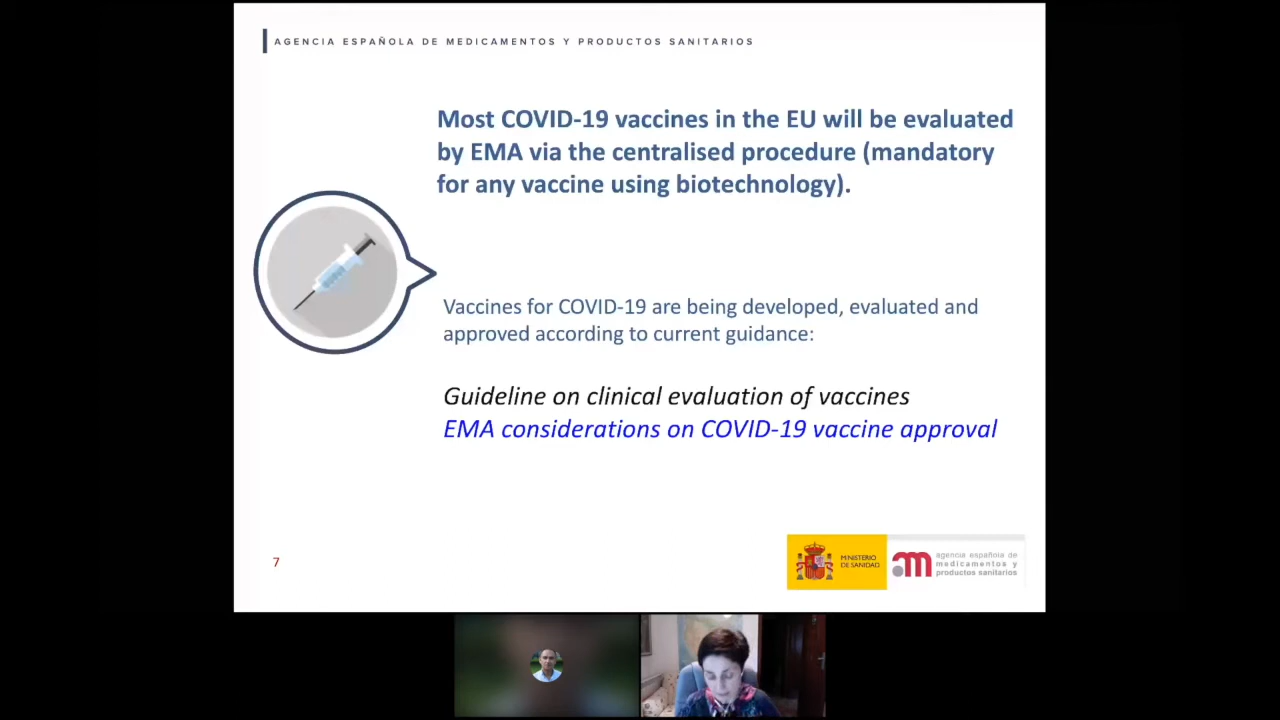 AGENCIA ESPAÑOLA DE MEDICAMENTOS Y PRODUCTOS SANITARIOS
Most COVID-19 vaccines in the EU will be evaluated
by EMA via the centralised procedure (mandatory
for any vaccine using biotechnology).
Vaccines for COVID-19 are being developed, evaluated and
approved according to current guidance:
Guideline on clinical evaluation of vaccines
EMA considerations on COVID-19 vaccine approval
7
MINISTERIO
DE SANIDAD
am
agencia española de
medicamentos y
productos sanitarios